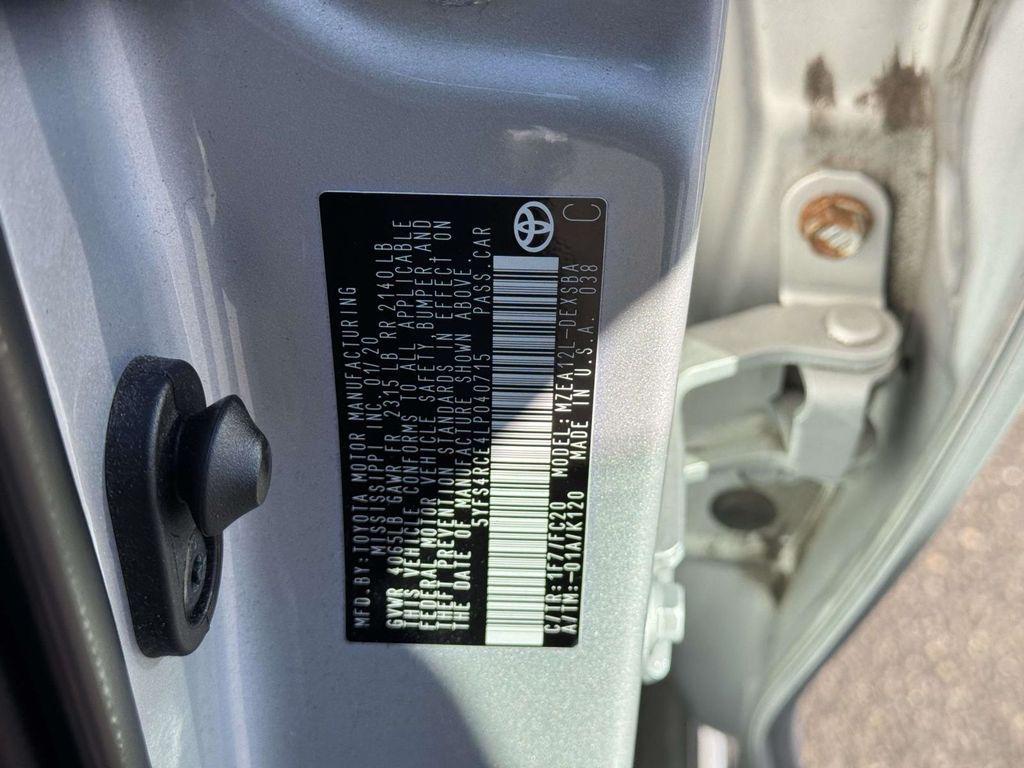 MFD.BY:TOYOTA MOTOR MANUFACTURING
MISSISSIPPI INC. 01/20
GVWR 4065LB GAWR FR 2315 LB RR 2140LB
THIS VEHICLE CONFORMS TO ALL APPLICABLE
FEDERAL MOTOR VEHICLE SAFETY, BUMPER, AND
THEFT PREVENTION STANDARDS IN EFFECT ON
THE DATE OF MANUFACTURE SHOWN ABOVE.
5YFS4RCE4LP040715 PASS. CAR
C/TR:1F7/FC20 MODEL:MZEA12L-DEXSBA
A/TM:-01A/K120 MADE IN U.S.A. 038
C